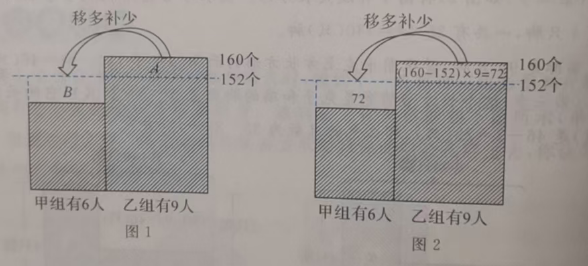 移多补少
160个
A
152个
B
甲组有6人 乙组有9人
图 1
移多补少
160个
(160-152)×9=72
152个
72
甲组有6人 乙组有9人
图 2